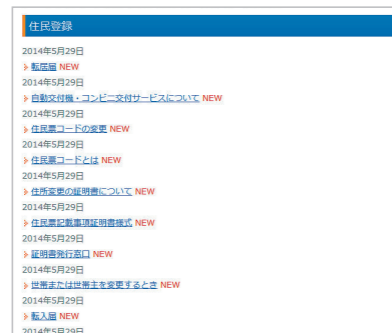 住民登録
2014年5月29日
転居届 NEW
2014年5月29日
自動交付機・コンビニ交付サービスについて NEW
2014年5月29日
住民票コードの変更 NEW
2014年5月29日
住民票コードとは NEW
2014年5月29日
住所変更の証明書について NEW
2014年5月29日
住民票記載事項証明書様式 NEW
2014年5月29日
証明書発行窓口 NEW
2014年5月29日
世帯または世帯主を変更するとき NEW
2014年5月29日
転入届 NEW
2014年5月29日